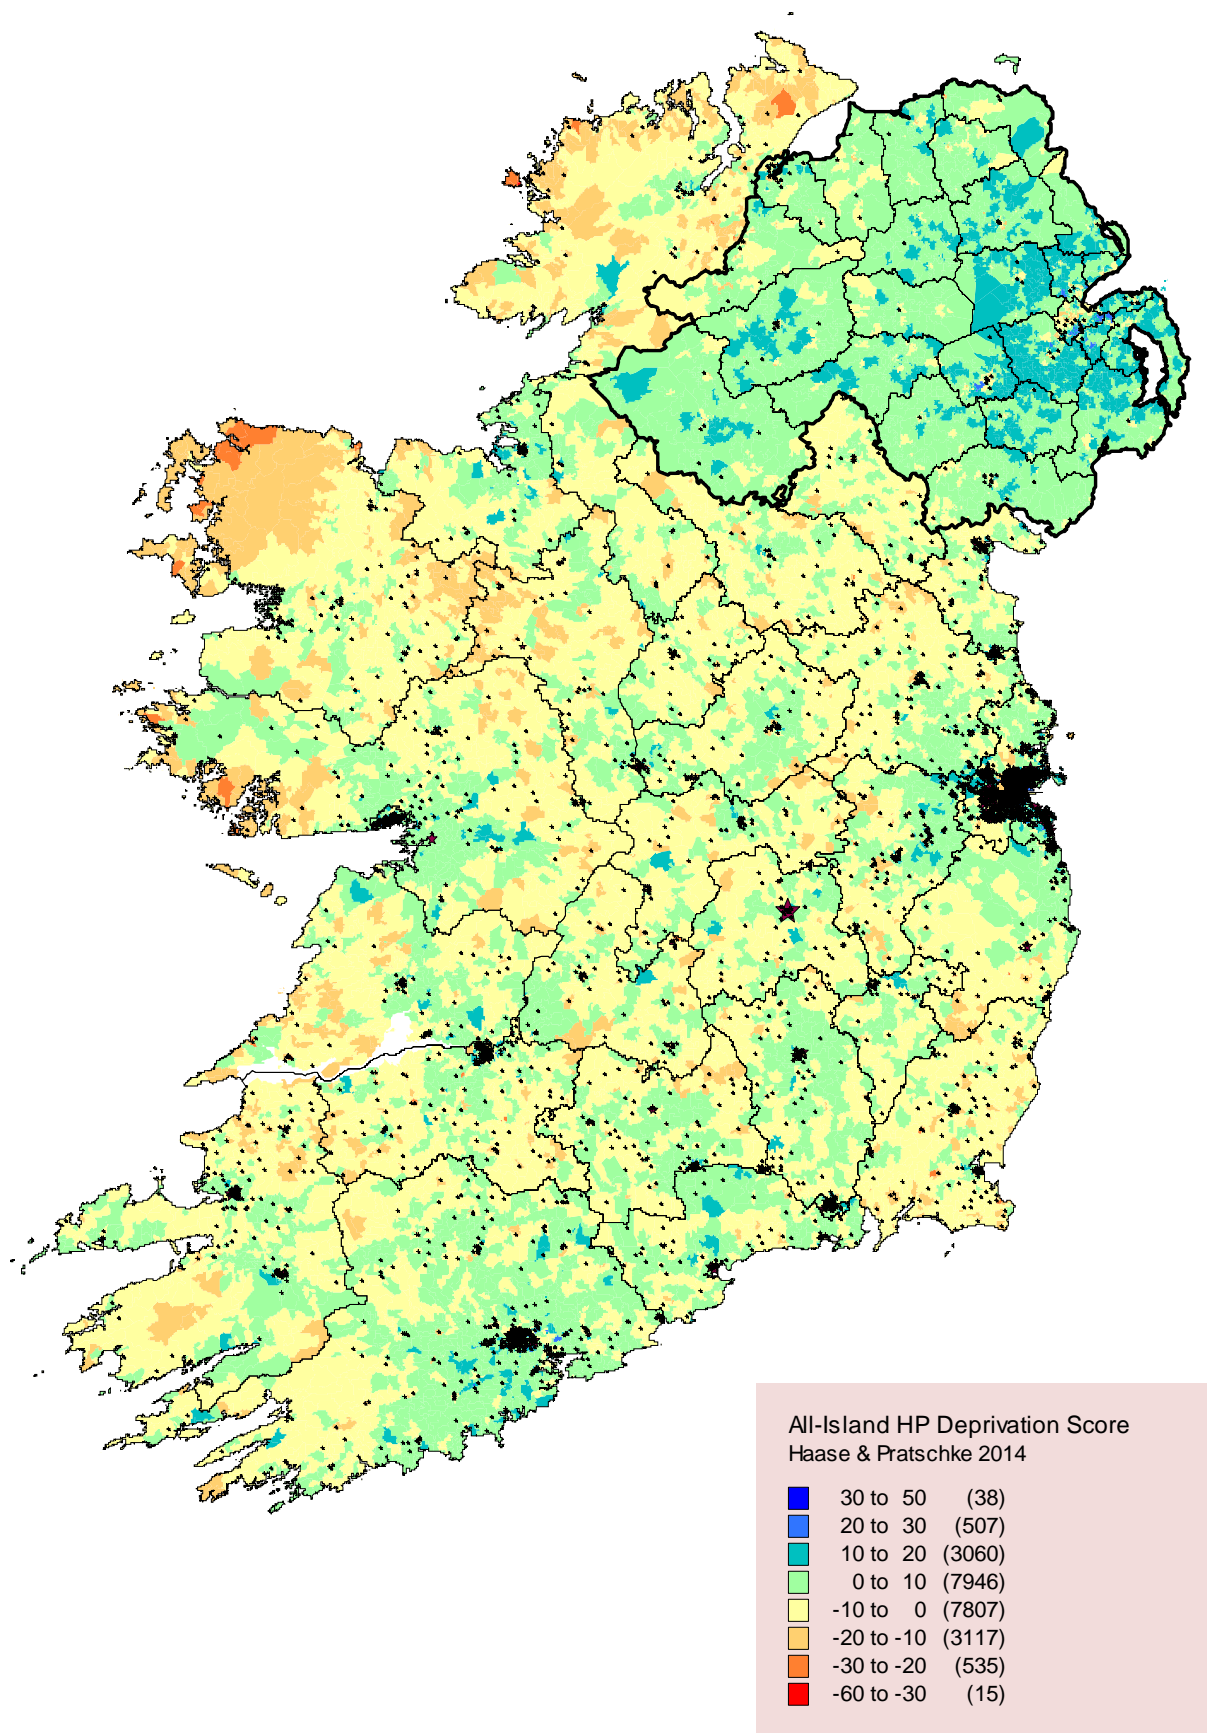 All-Island HP Deprivation Score
Haase & Pratschke 2014
30 to 50 (38)
20 to 30 (507)
10 to 20 (3060)
0 to 10 (7946)
-10 to 0 (7807)
-20 to -10 (3117)
-30 to -20 (535)
-60 to -30 (15)